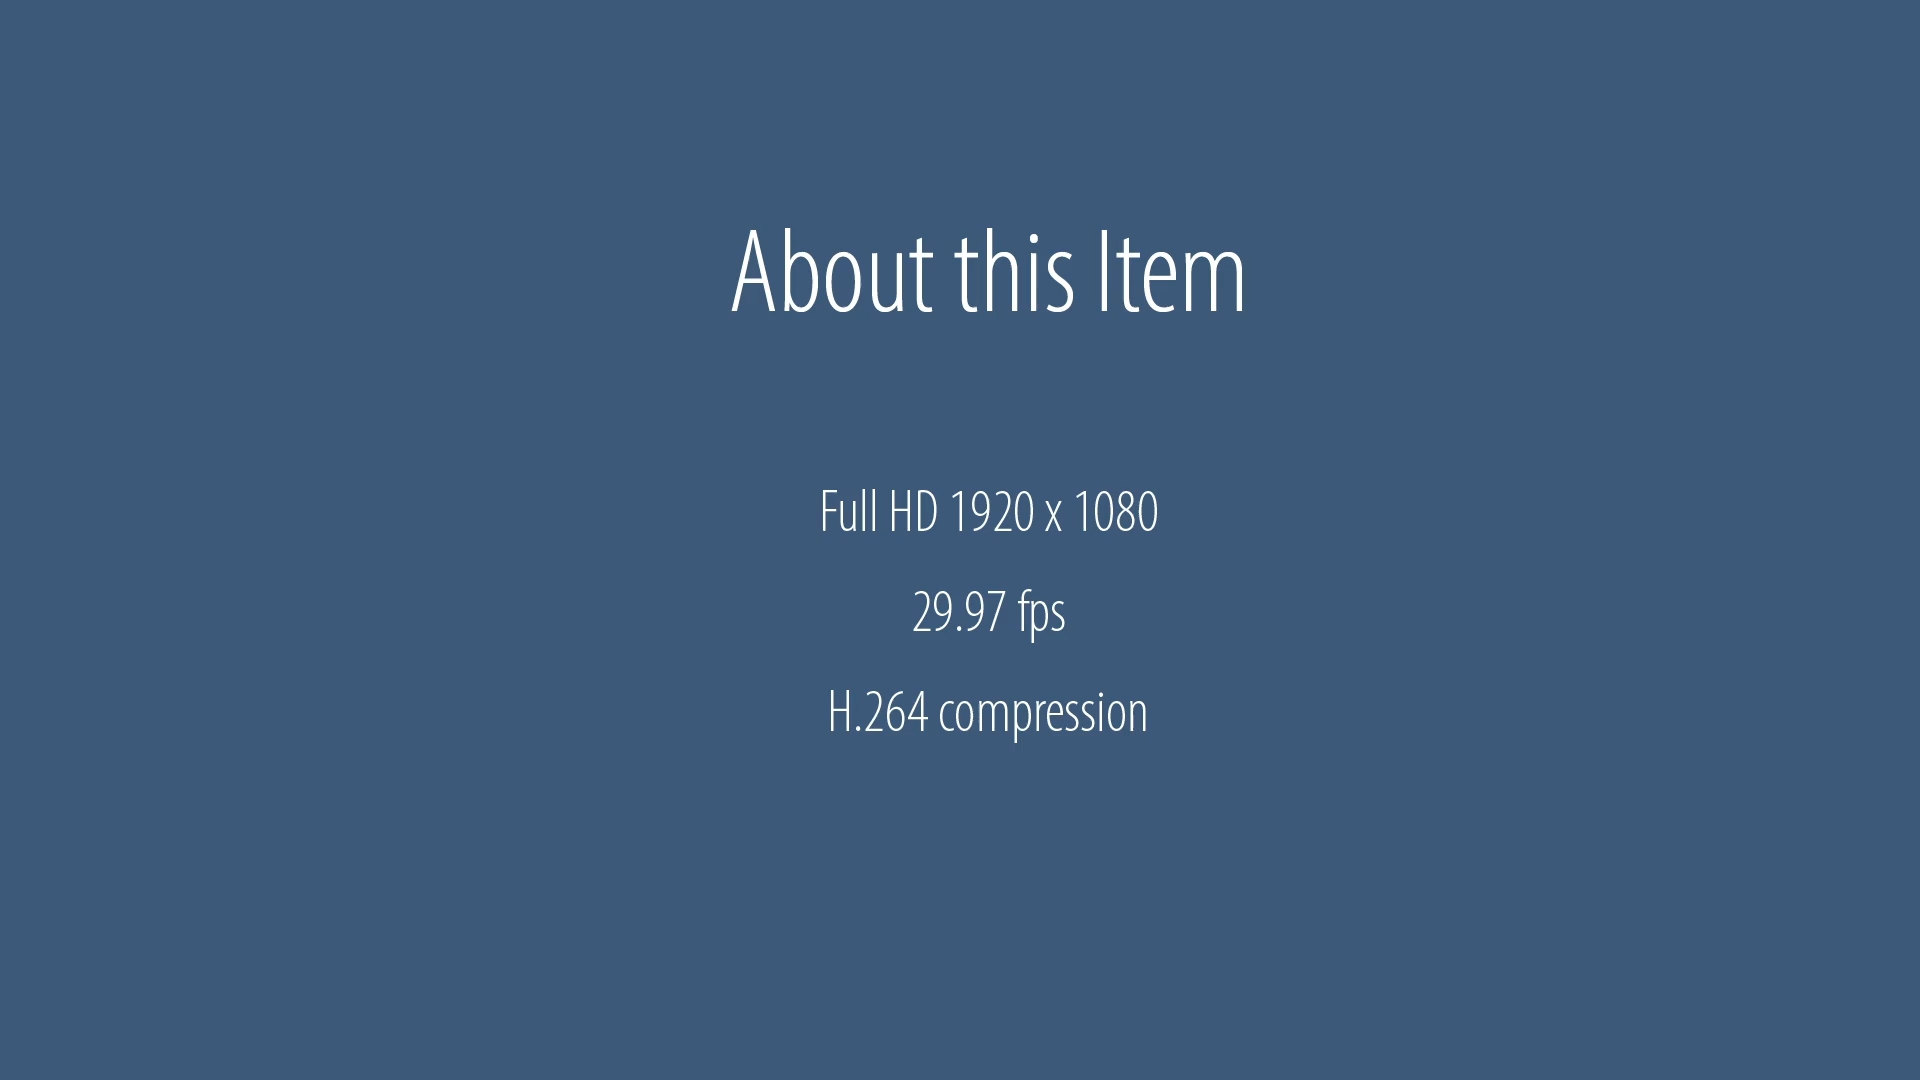 About this Item
Full HD 1920 x 1080
29.97 fps
H.264 compression